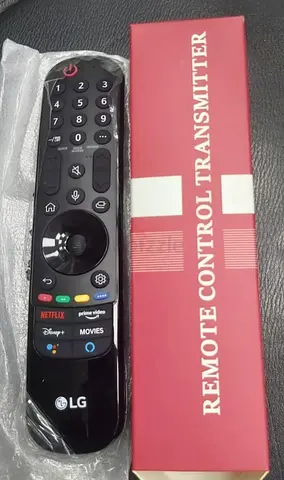 1 2 3
4 5 6
7 8 9
-/≡ 0 ...
NETFLIX prime video
Disney+ MOVIES
LG
REMOTE CONTROL TRANSMITTER